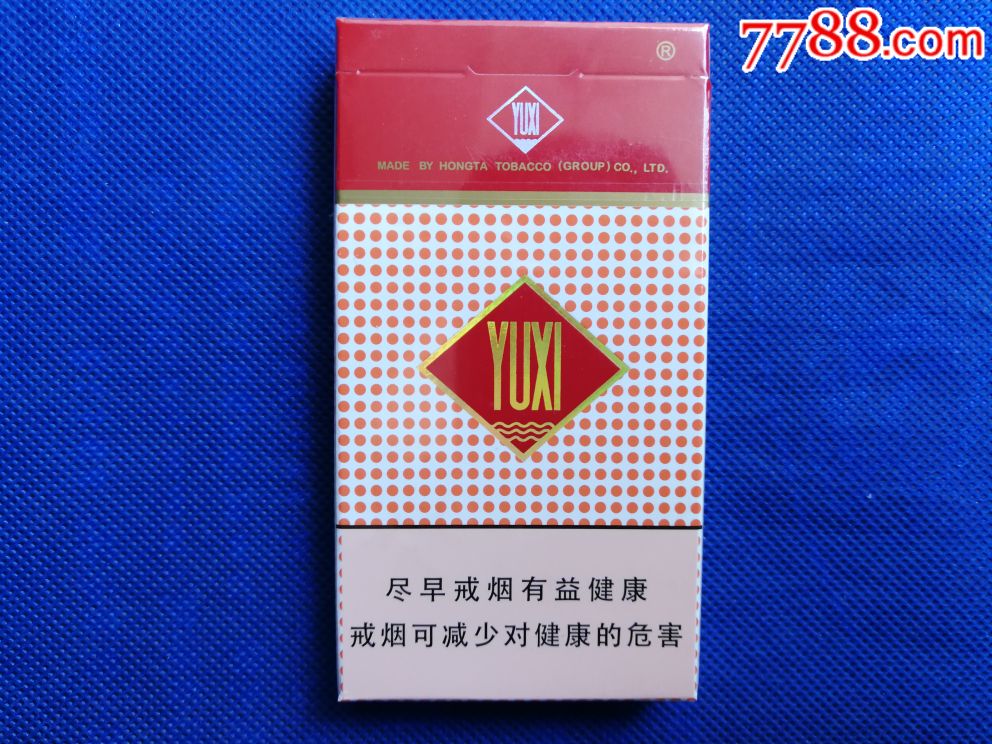 7788.com
®
YUXI
MADE BY HONGTA TOBACCO (GROUP) CO., LTD.
YUXI
尽早戒烟有益健康
戒烟可减少对健康的危害